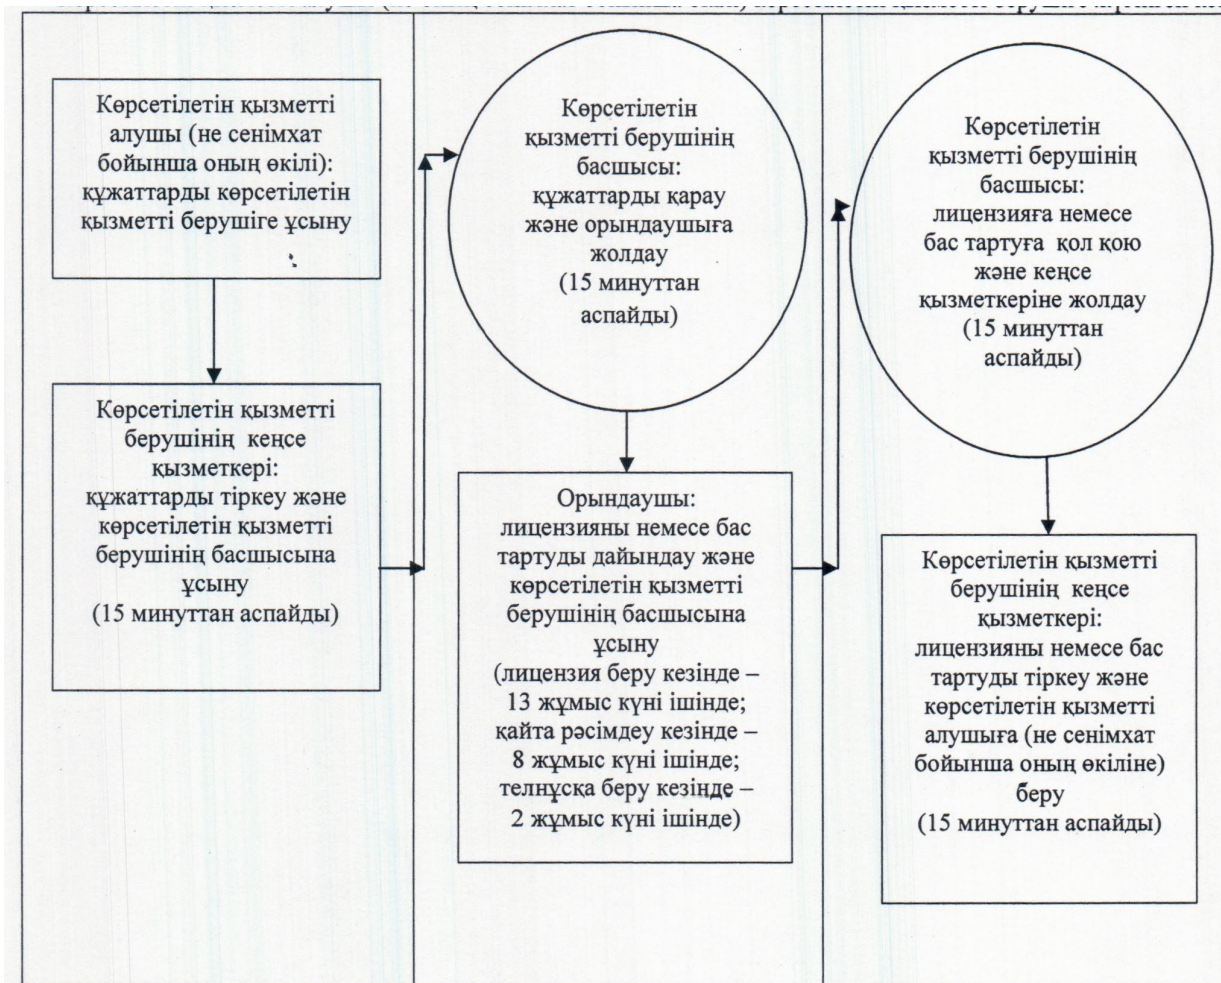 Көрсетілетін қызметті
алушы (не сенімхат
бойынша оның өкілі):
құжаттарды көрсетілетін
қызметті берушіге ұсыну
Көрсетілетін қызметті
берушінің кеңсе
қызметкері:
құжаттарды тіркеу және
көрсетілетін қызметті
берушінің басшысына
ұсыну
(15 минуттан аспайды)
Көрсетілетін
қызметті берушінің
басшысы:
құжаттарды қарау
және орындаушыға
жолдау
(15 минуттан
аспайды)
Орындаушы:
лицензияны немесе бас
тартуды дайындау және
көрсетілетін қызметті
берушінің басшысына
ұсыну
(лицензия беру кезінде –
13 жұмыс күні ішінде;
қайта рәсімдеу кезінде –
8 жұмыс күні ішінде;
телнұсқа беру кезінде –
2 жұмыс күні ішінде)
Көрсетілетін
қызметті берушінің
басшысы:
лицензияға немесе
бас тартуға қол қою
және кеңсе
қызметкеріне жолдау
(15 минуттан
аспайды)
Көрсетілетін қызметті
берушінің кеңсе
қызметкері:
лицензияны немесе бас
тартуды тіркеу және
көрсетілетін қызметті
алушыға (не сенімхат
бойынша оның өкіліне)
беру
(15 минуттан аспайды)